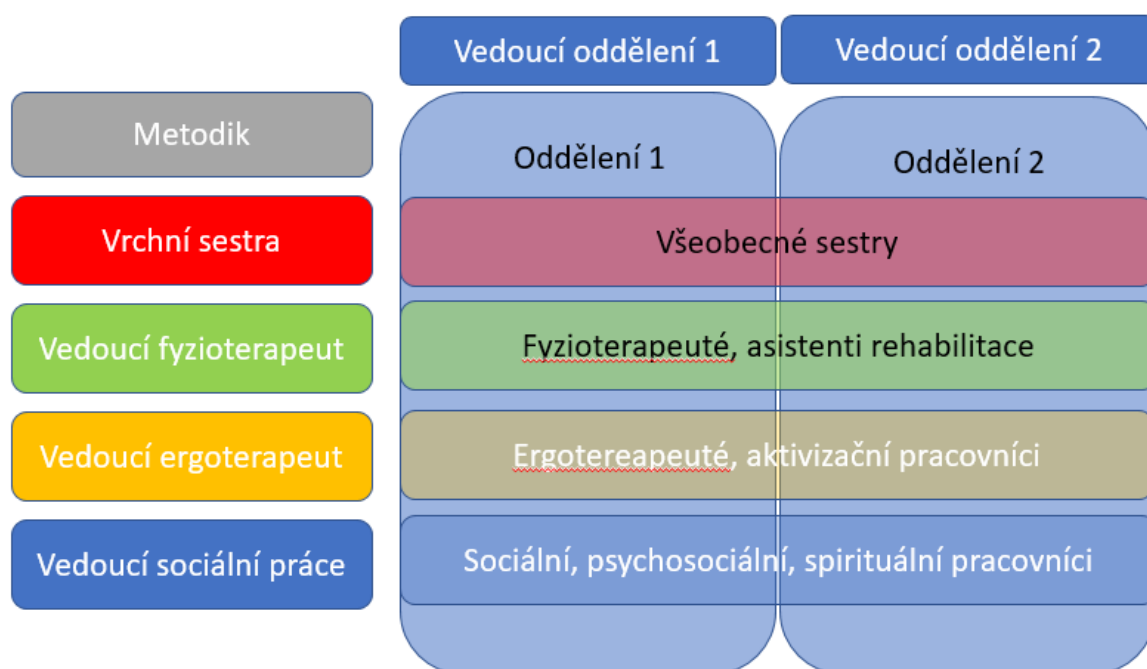 Vedoucí oddělení 1
Vedoucí oddělení 2
Metodik
Oddělení 1
Oddělení 2
Vrchní sestra
Všeobecné sestry
Vedoucí fyzioterapeut
Fyzioterapeuté, asistenti rehabilitace
Vedoucí ergoterapeut
Ergotereapeuté, aktivizační pracovníci
Vedoucí sociální práce
Sociální, psychosociální, spirituální pracovníci